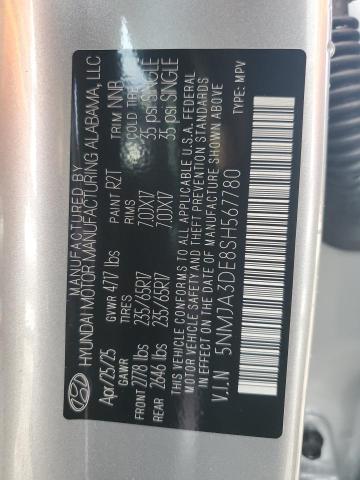 MANUFACTURED BY
HYUNDAI MOTOR MANUFACTURING ALABAMA, LLC
Apr/25/25 GVWR 4771 lbs PAINT R2T TRIM NNB
GAWR TIRES COLD TIRE
FRONT 2778 lbs 235/65R17 7.0JX17 35 psi SINGLE
REAR 2646 lbs 235/65R17 7.0JX17 35 psi SINGLE
THIS VEHICLE CONFORMS TO ALL APPLICABLE U.S.A. FEDERAL
MOTOR VEHICLE SAFETY AND THEFT PREVENTION STANDARDS
IN EFFECT ON THE DATE OF MANUFACTURE SHOWN ABOVE
V.I.N 5NMJA3DE8SH567780 TYPE: MPV